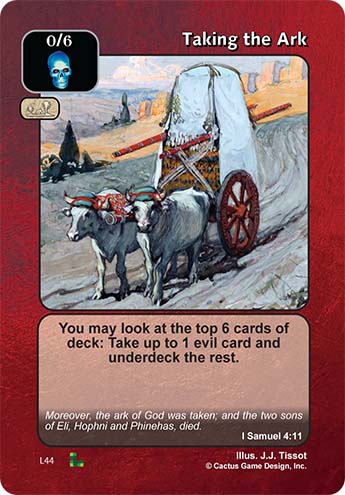 0/6
Taking the Ark
You may look at the top 6 cards of
deck: Take up to 1 evil card and
underdeck the rest.
Moreover, the ark of God was taken; and the two sons
of Eli, Hophni and Phinehas, died.
I Samuel 4:11
L44
Illus. J.J. Tissot
© Cactus Game Design, Inc.